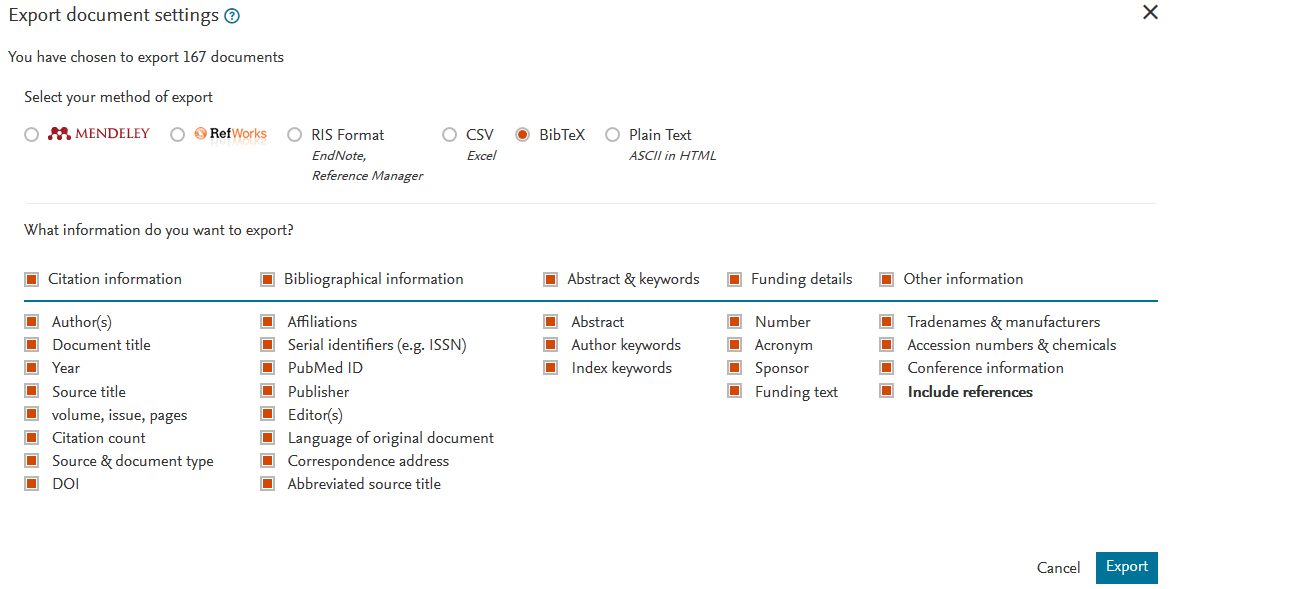 Export document settings ?
You have chosen to export 167 documents
Select your method of export
MENDELEY RefWorks RIS Format CSV BibTeX Plain Text
EndNote, Excel ASCII in HTML
Reference Manager
What information do you want to export?
Citation information Bibliographical information Abstract & keywords Funding details Other information
Author(s) Affiliations Abstract Number Tradenames & manufacturers
Document title Serial identifiers (e.g. ISSN) Author keywords Acronym Accession numbers & chemicals
Year PubMed ID Index keywords Sponsor Conference information
Source title Publisher Funding text Include references
volume, issue, pages Editor(s)
Citation count Language of original document
Source & document type Correspondence address
DOI Abbreviated source title
Cancel Export